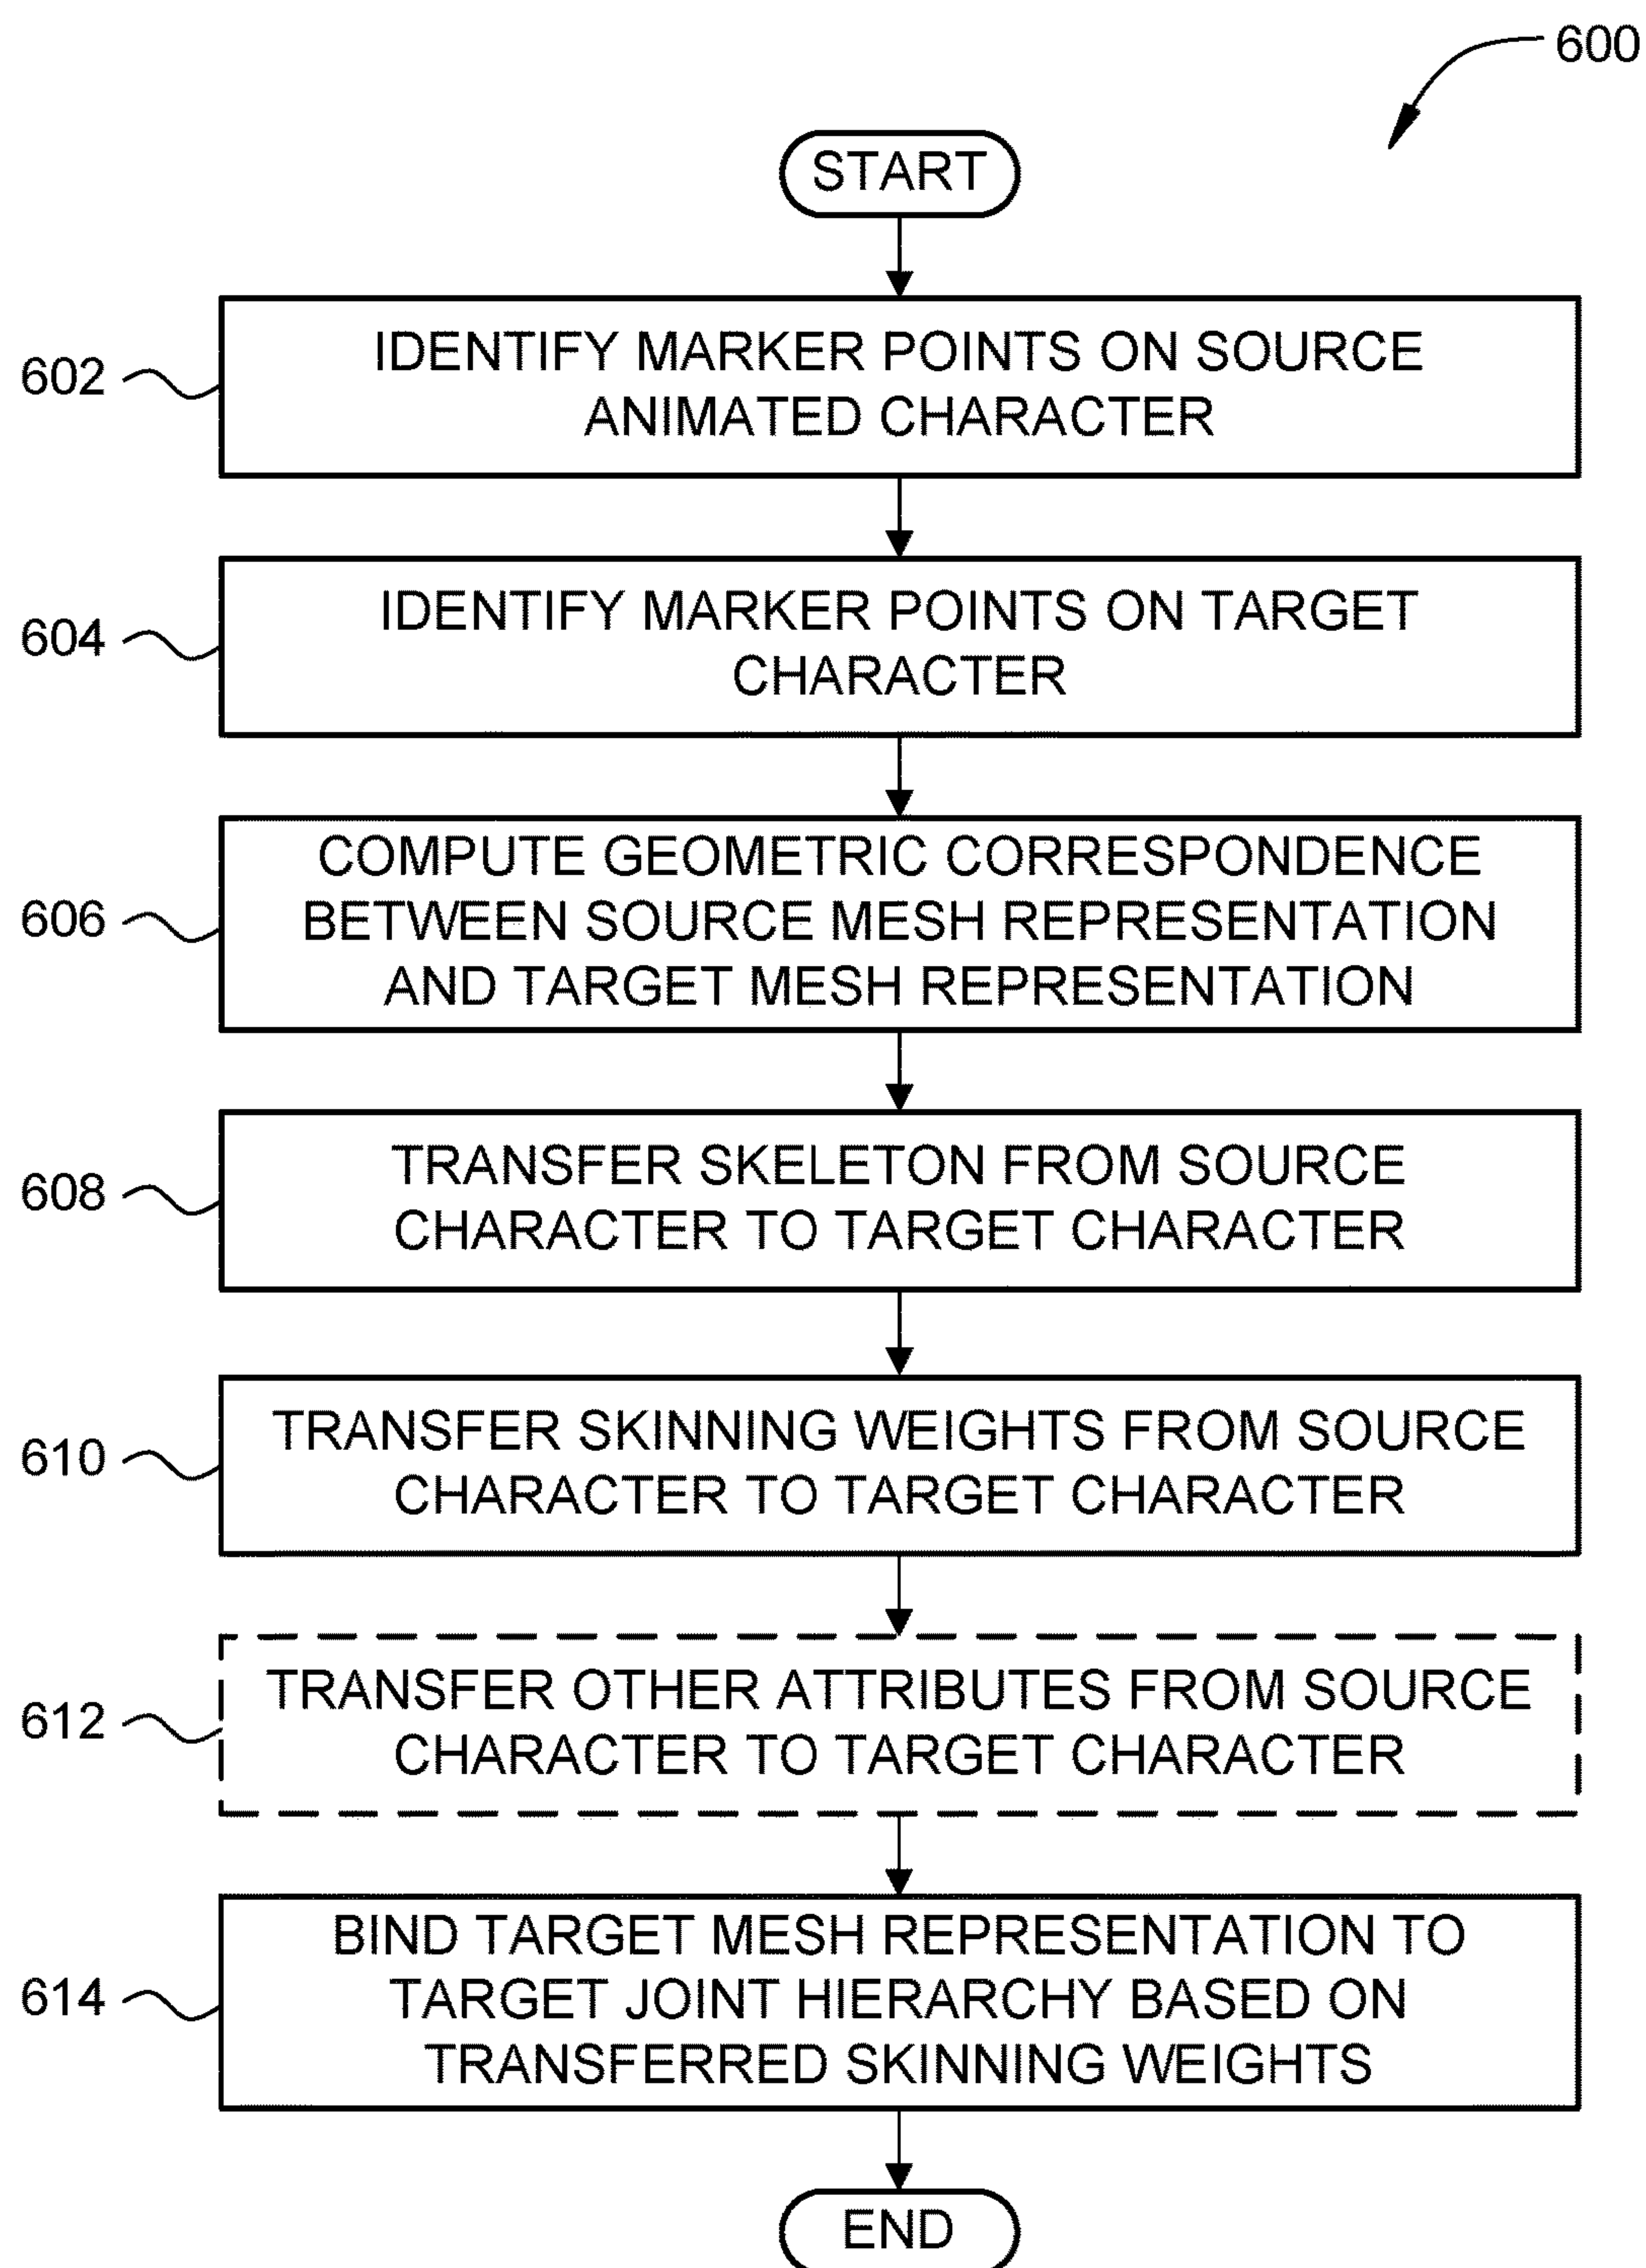 600
START
602
IDENTIFY MARKER POINTS ON SOURCE
ANIMATED CHARACTER
604
IDENTIFY MARKER POINTS ON TARGET
CHARACTER
606
COMPUTE GEOMETRIC CORRESPONDENCE
BETWEEN SOURCE MESH REPRESENTATION
AND TARGET MESH REPRESENTATION
608
TRANSFER SKELETON FROM SOURCE
CHARACTER TO TARGET CHARACTER
610
TRANSFER SKINNING WEIGHTS FROM SOURCE
CHARACTER TO TARGET CHARACTER
612
TRANSFER OTHER ATTRIBUTES FROM SOURCE
CHARACTER TO TARGET CHARACTER
614
BIND TARGET MESH REPRESENTATION TO
TARGET JOINT HIERARCHY BASED ON
TRANSFERRED SKINNING WEIGHTS
END